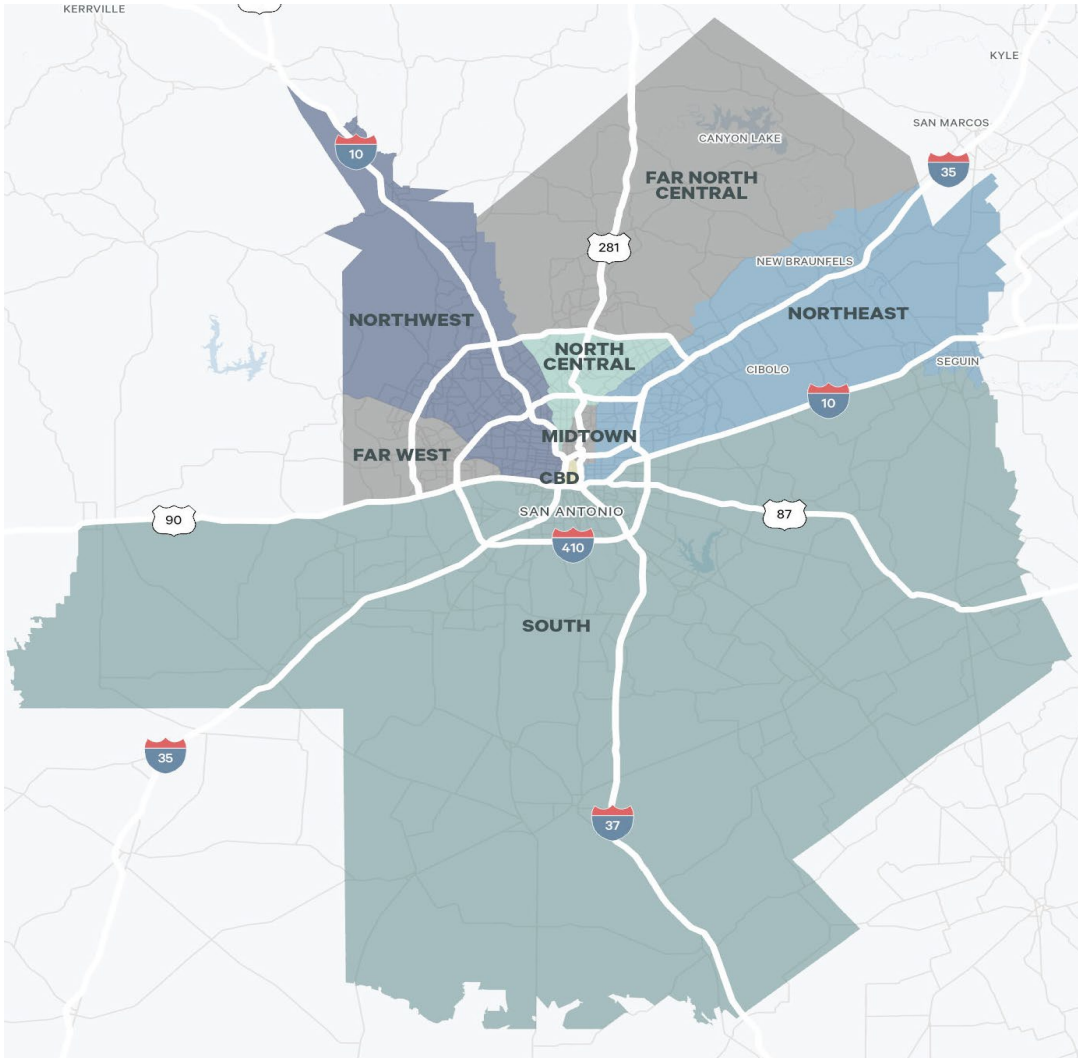 KERRVILLE
KYLE
SAN MARCOS
CANYON LAKE
10
35
FAR NORTH
CENTRAL
281
NEW BRAUNFELS
NORTHWEST
NORTHEAST
NORTH
CENTRAL
CIBOLO
SEGUIN
10
MIDTOWN
FAR WEST
CBD
SAN ANTONIO
90
87
410
SOUTH
35
37